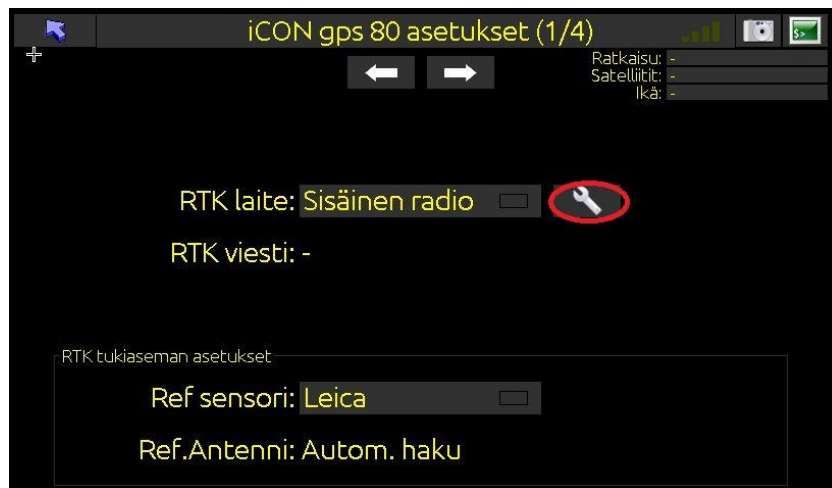 iCON gps 80 asetukset (1/4)
Ratkaisu: -
Satelliitit: -
Ikä: -
RTK laite: Sisäinen radio
RTK viesti: -
RTK tukiaseman asetukset
Ref sensori: Leica
Ref.Antenni: Autom. haku